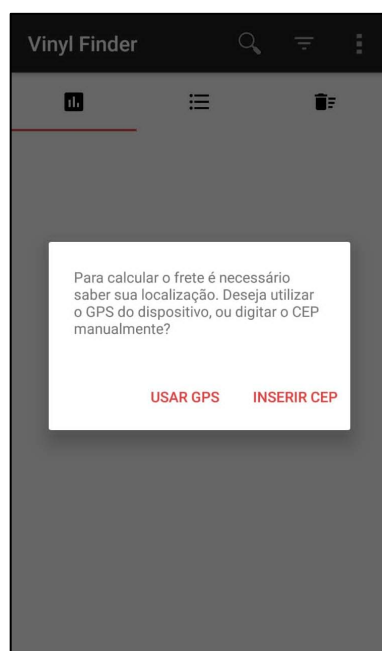 Vinyl Finder
Para calcular o frete é necessário
saber sua localização. Deseja utilizar
o GPS do dispositivo, ou digitar o CEP
manualmente?
USAR GPS INSERIR CEP